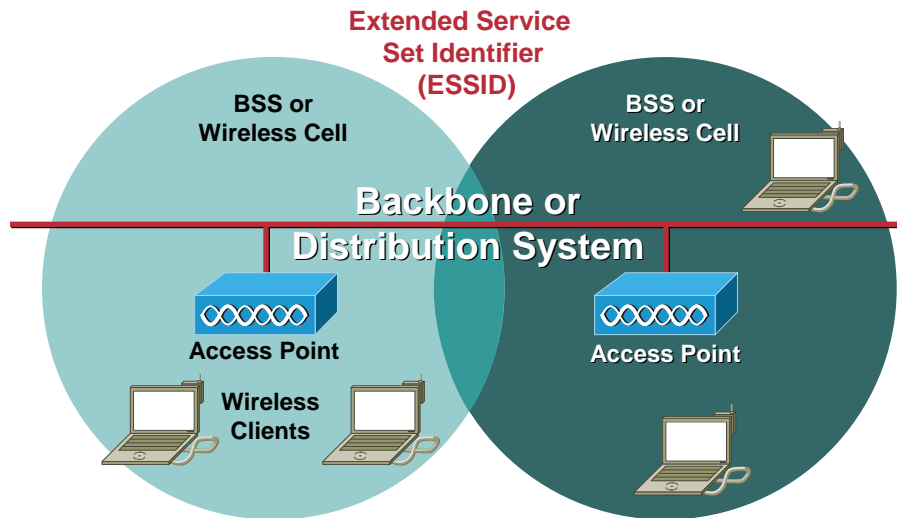 Extended Service
Set Identifier
(ESSID)
BSS or
Wireless Cell
BSS or
Wireless Cell
Backbone or
Distribution System
Access Point
Access Point
Wireless
Clients